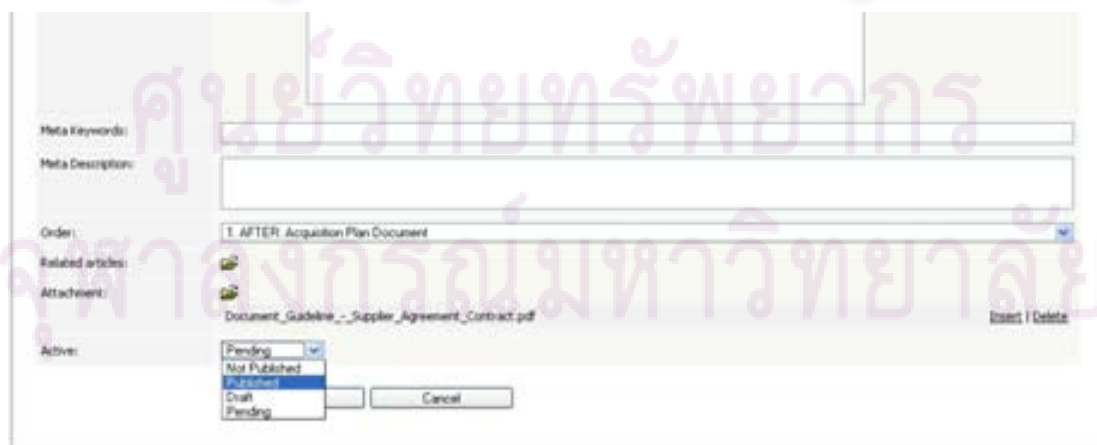 ศูนย์วิทยทรัพยากร
Meta Keywords:
Meta Description:
Order: 1. AFTER: Acquisition Plan Document
จุฬาลงกรณ์มหาวิทยาลัย
Related articles:
Attachment:
Document_Guideline_-_Supplier_Agreement_Contract.pdf Insert | Delete
Active: Pending
Not Published
Published
Draft
Pending
Cancel